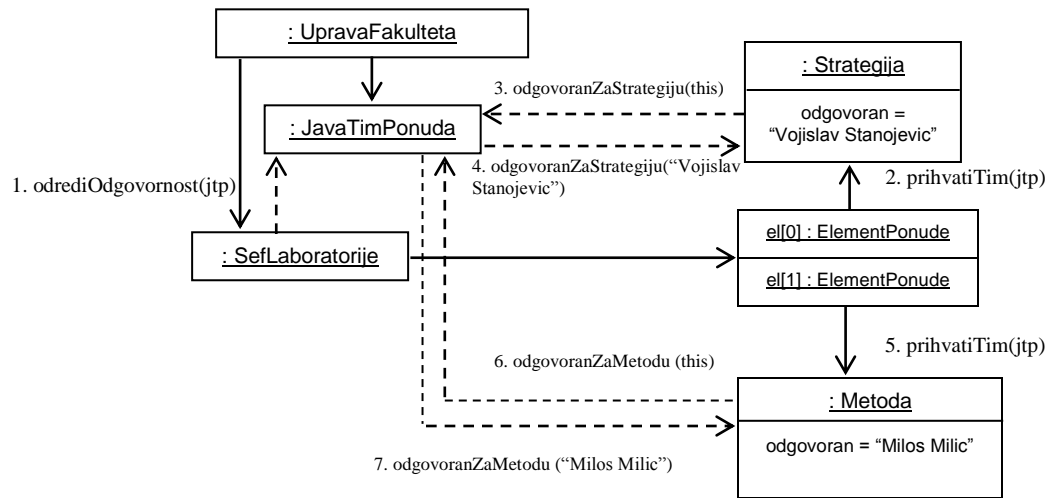 : UpravaFakulteta
: Strategija
3. odgovoranZaStrategiju(this)
odgovoran =
“Vojislav Stanojevic”
: JavaTimPonuda
4. odgovoranZaStrategiju(“Vojislav
Stanojevic”)
1. odrediOdgovornost(jtp)
2. prihvatiTim(jtp)
el[0] : ElementPonude
: SefLaboratorije
el[1] : ElementPonude
5. prihvatiTim(jtp)
6. odgovoranZaMetodu (this)
: Metoda
odgovoran = “Milos Milic”
7. odgovoranZaMetodu (“Milos Milic”)